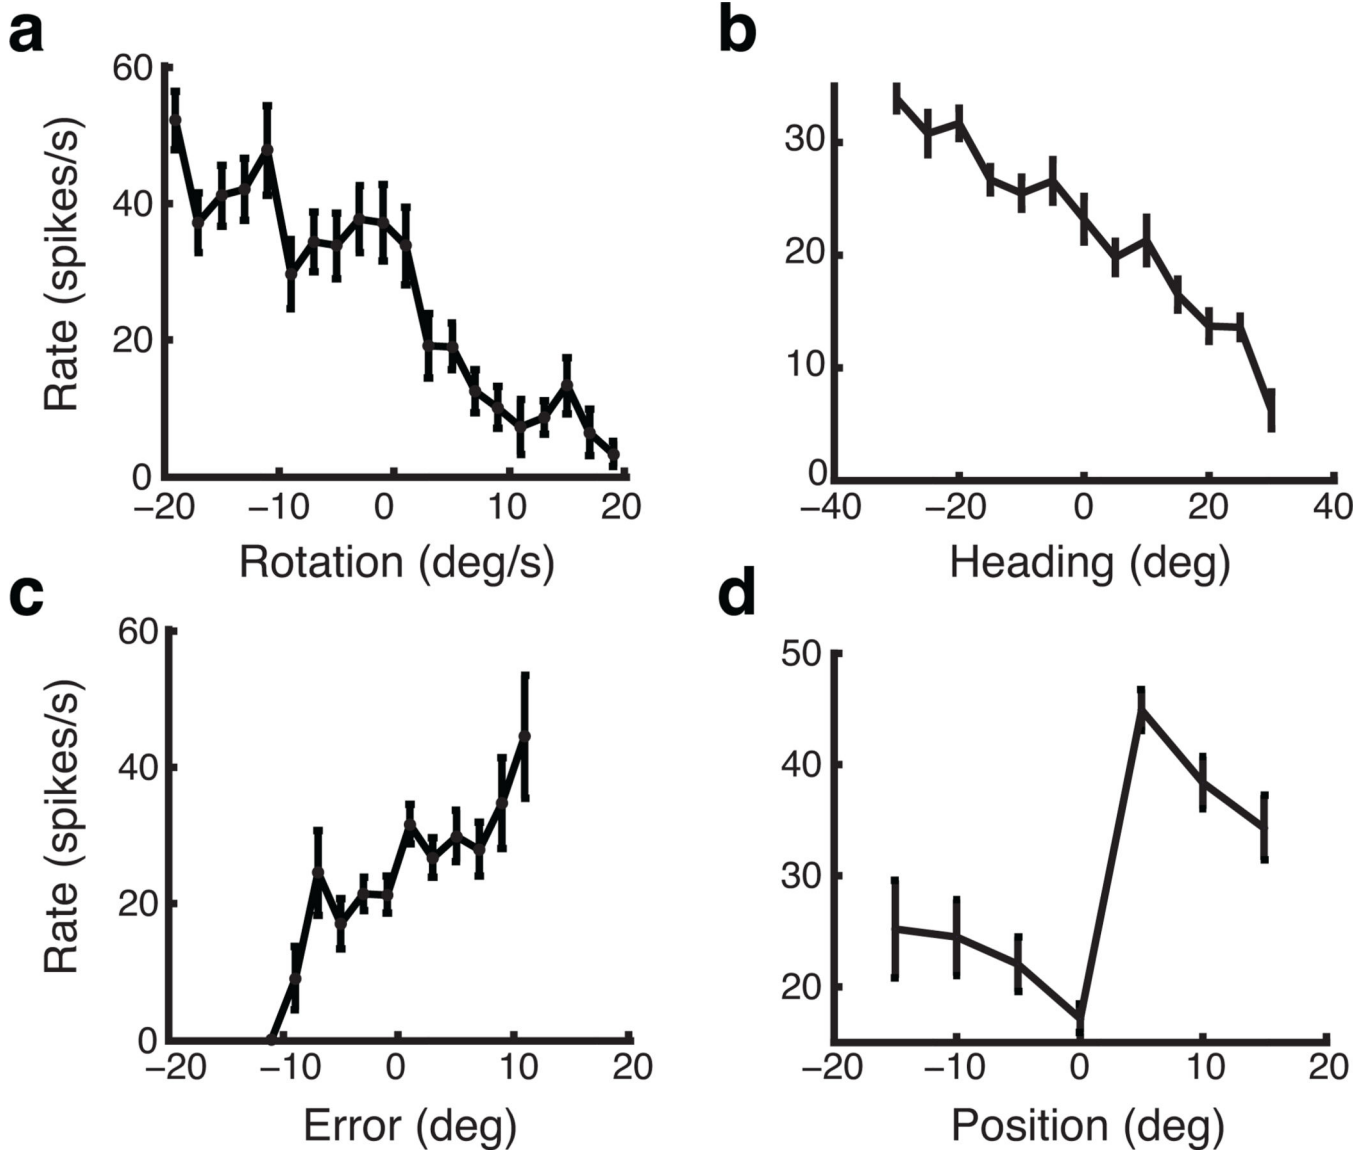 a
60
40
20
0
Rate (spikes/s)
−20 −10 0 10 20
Rotation (deg/s)
b
30
20
10
0
−40 −20 0 20 40
Heading (deg)
c
60
40
20
0
Rate (spikes/s)
−20 −10 0 10 20
Error (deg)
d
50
40
30
20
−20 −10 0 10 20
Position (deg)